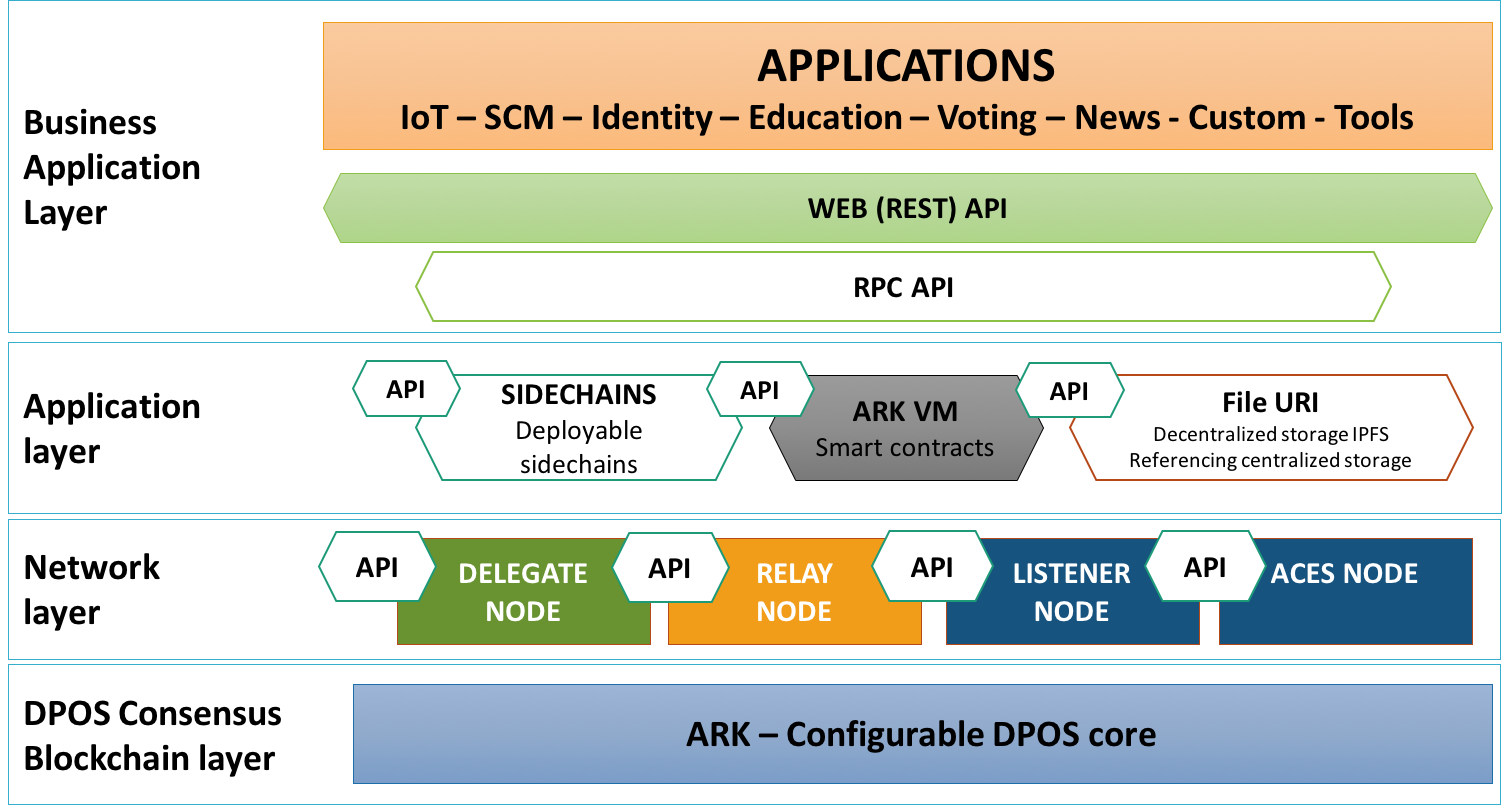 Business
Application
Layer
APPLICATIONS
IoT – SCM – Identity – Education – Voting – News - Custom - Tools
WEB (REST) API
RPC API
Application
layer
API
SIDECHAINS
Deployable
sidechains
API
ARK VM
Smart contracts
API
File URI
Decentralized storage IPFS
Referencing centralized storage
Network
layer
API
DELEGATE
NODE
API
RELAY
NODE
API
LISTENER
NODE
API
ACES NODE
DPOS Consensus
Blockchain layer
ARK – Configurable DPOS core